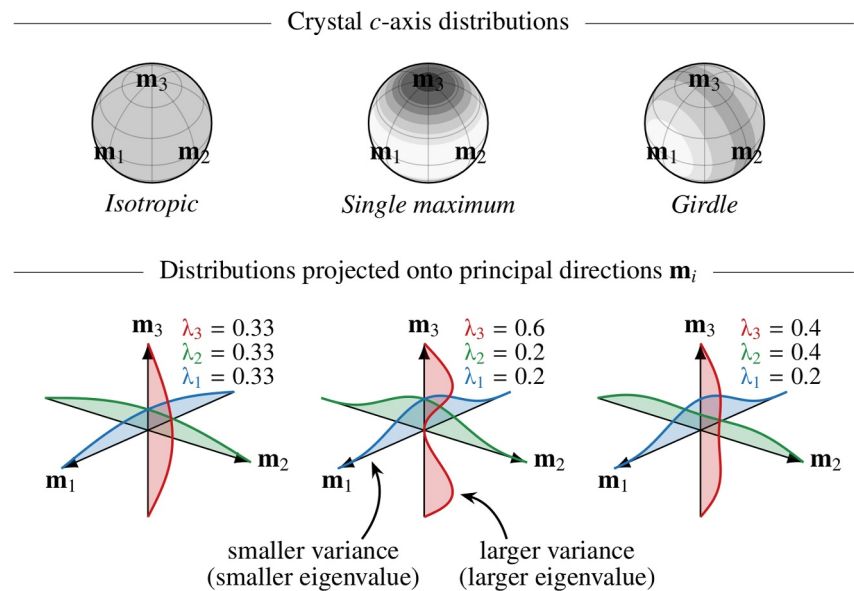 Crystal c-axis distributions
m3 m3 m3
m1 m2 m1 m2 m1 m2
Isotropic Single maximum Girdle
Distributions projected onto principal directions mi
m3 λ3 = 0.33 m3 λ3 = 0.6 m3 λ3 = 0.4
λ2 = 0.33 λ2 = 0.2 λ2 = 0.4
λ1 = 0.33 λ1 = 0.2 λ1 = 0.2
m2 m2 m2
m1 m1 m1
smaller variance larger variance
(smaller eigenvalue) (larger eigenvalue)